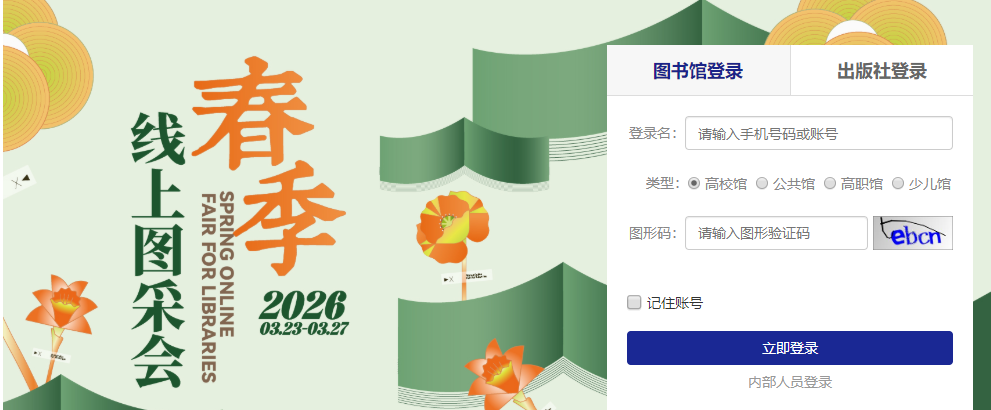 春季
线上图采会
SPRING ONLINE
FAIR FOR LIBRARIES
2026
03.23-03.27
图书馆登录
出版社登录
登录名：
请输入手机号码或账号
类型：
高校馆
公共馆
高职馆
少儿馆
图形码：
请输入图形验证码
ebcn
记住账号
立即登录
内部人员登录